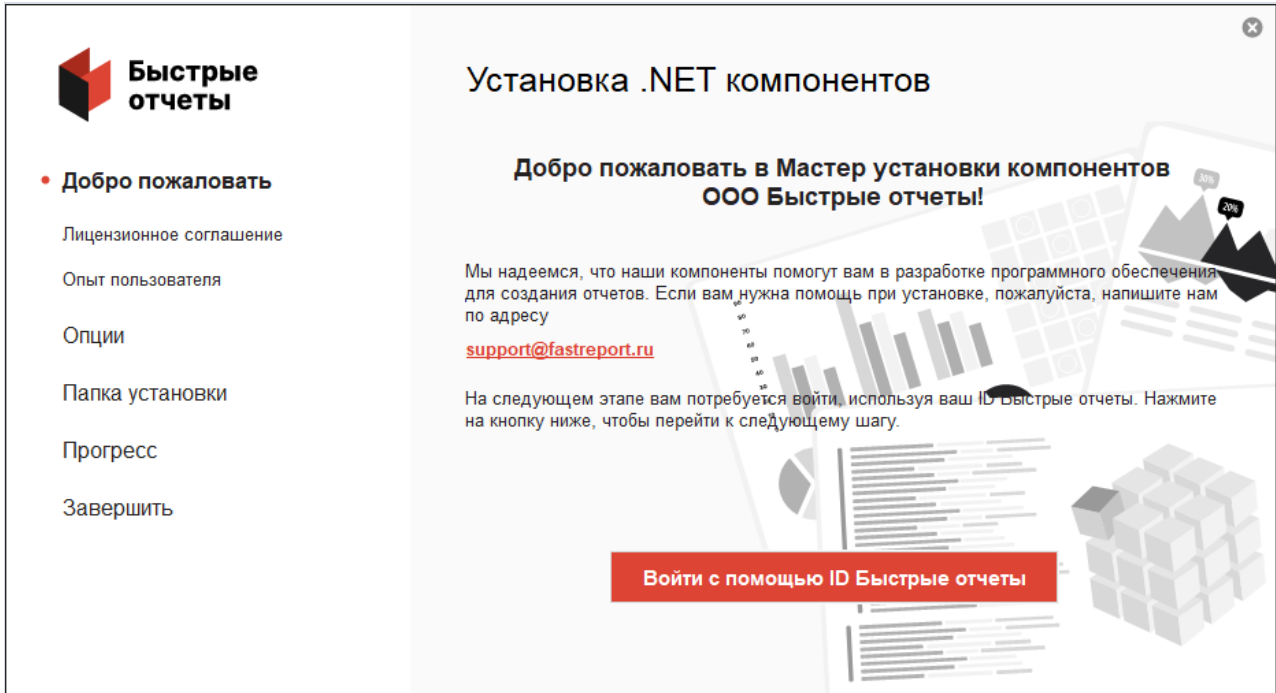 Быстрые
отчеты
Добро пожаловать
Лицензионное соглашение
Опыт пользователя
Опции
Папка установки
Прогресс
Завершить
Установка .NET компонентов
Добро пожаловать в Мастер установки компонентов
ООО Быстрые отчеты!
30%
20%
Мы надеемся, что наши компоненты помогут вам в разработке программного обеспечения
для создания отчетов. Если вам нужна помощь при установке, пожалуйста, напишите нам
по адресу
support@fastreport.ru
На следующем этапе вам потребуется войти, используя ваш ID Быстрые отчеты. Нажмите
на кнопку ниже, чтобы перейти к следующему шагу.
Войти с помощью ID Быстрые отчеты